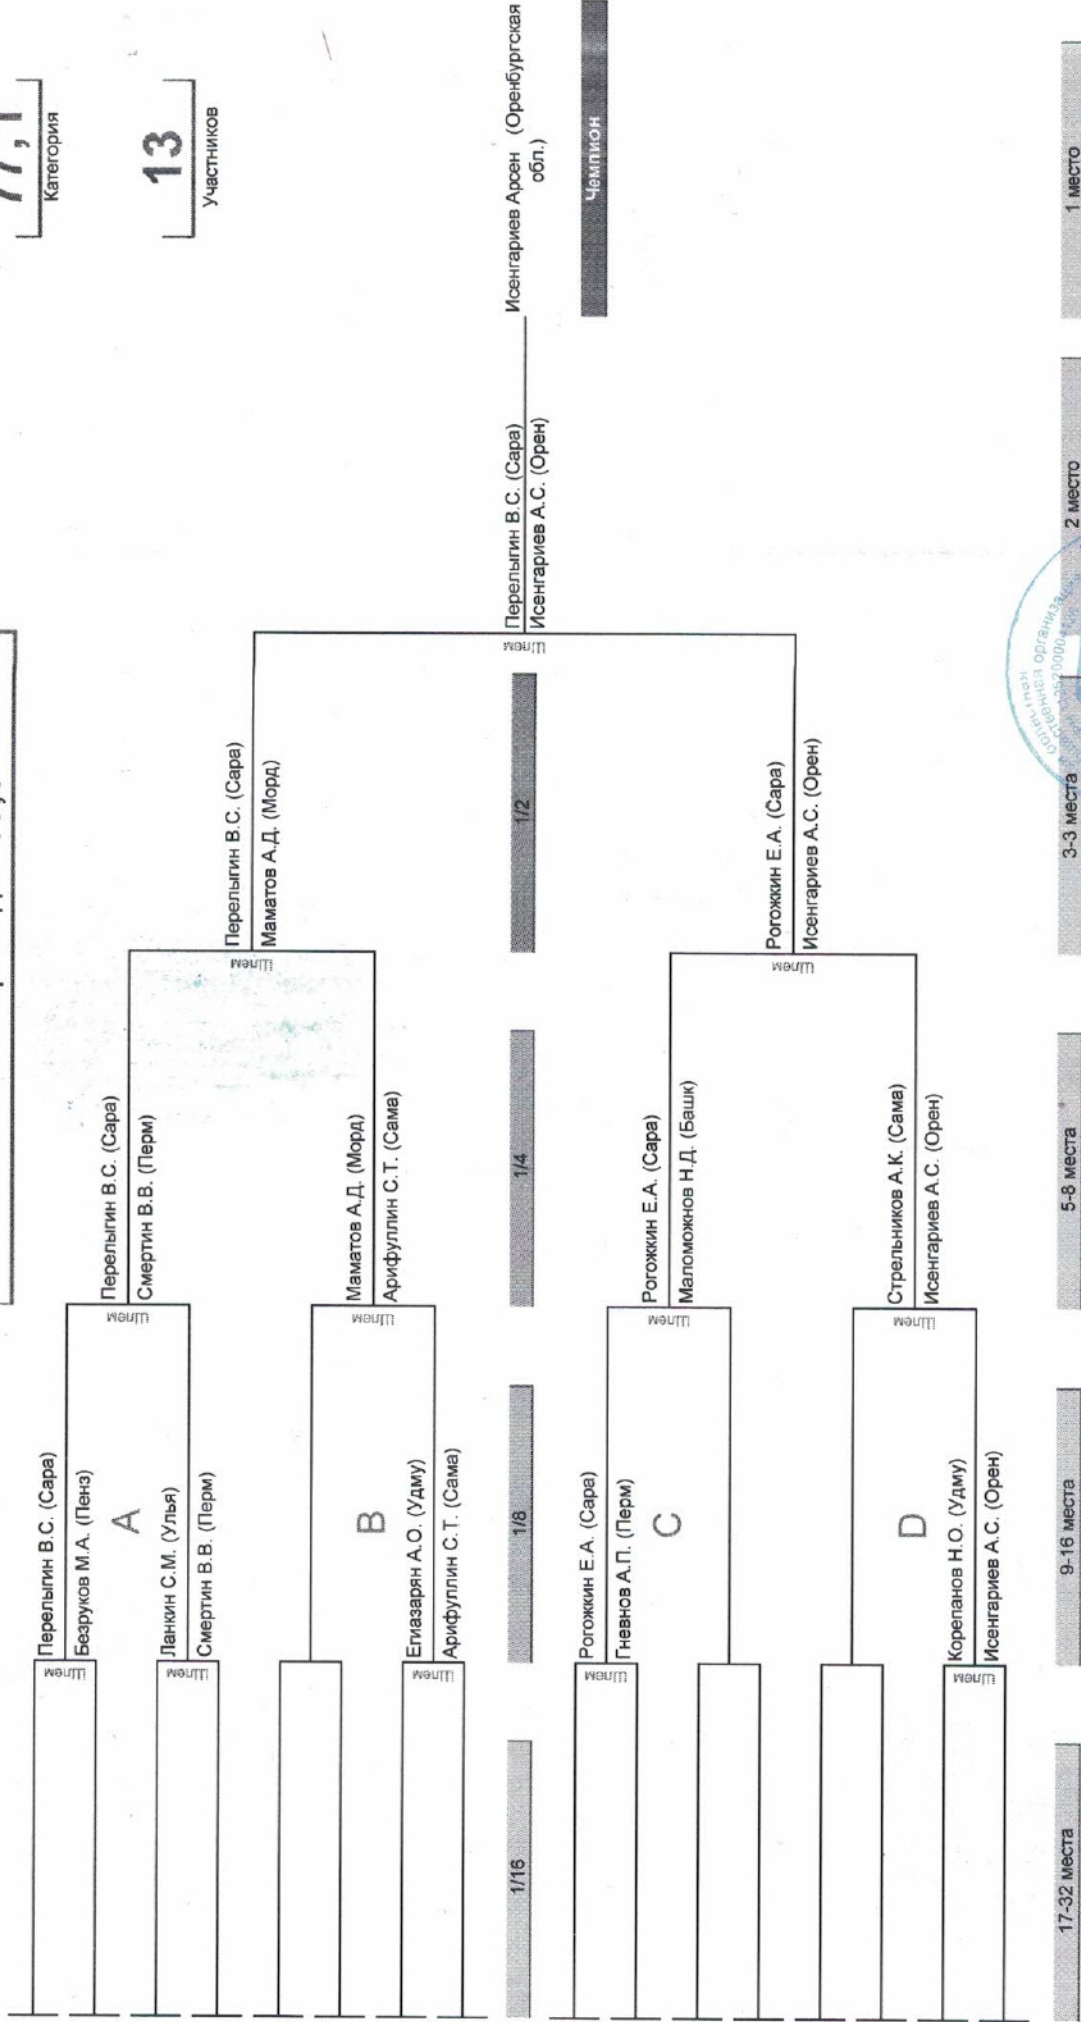 Категория
13
Участников
Перелыгин В.С. (Сара)
Безруков М.А. (Пенз)
Шлем
A
Ланкин С.М. (Улья)
Смертин В.В. (Перм)
Шлем
B
Егиазарян А.О. (Удму)
Арифуллин С.Т. (Сама)
Шлем
Рогожкин Е.А. (Сара)
Гневнов А.П. (Перм)
Шлем
C
D
Корепанов Н.О. (Удму)
Исенгариев А.С. (Орен)
Шлем
Перелыгин В.С. (Сара)
Смертин В.В. (Перм)
Шлем
Маматов А.Д. (Морд)
Арифуллин С.Т. (Сама)
Шлем
Рогожкин Е.А. (Сара)
Маломожнов Н.Д. (Башк)
Шлем
Стрельников А.К. (Сама)
Исенгариев А.С. (Орен)
Шлем
Перелыгин В.С. (Сара)
Маматов А.Д. (Морд)
Шлем
Рогожкин Е.А. (Сара)
Исенгариев А.С. (Орен)
Шлем
Перелыгин В.С. (Сара)
Исенгариев А.С. (Орен)
Шлем
Исенгариев Арсен (Оренбургская
обл.)
Чемпион
1/16
1/8
1/4
1/2
17-32 места
9-16 места
5-8 места
3-3 места
2 место
1 место